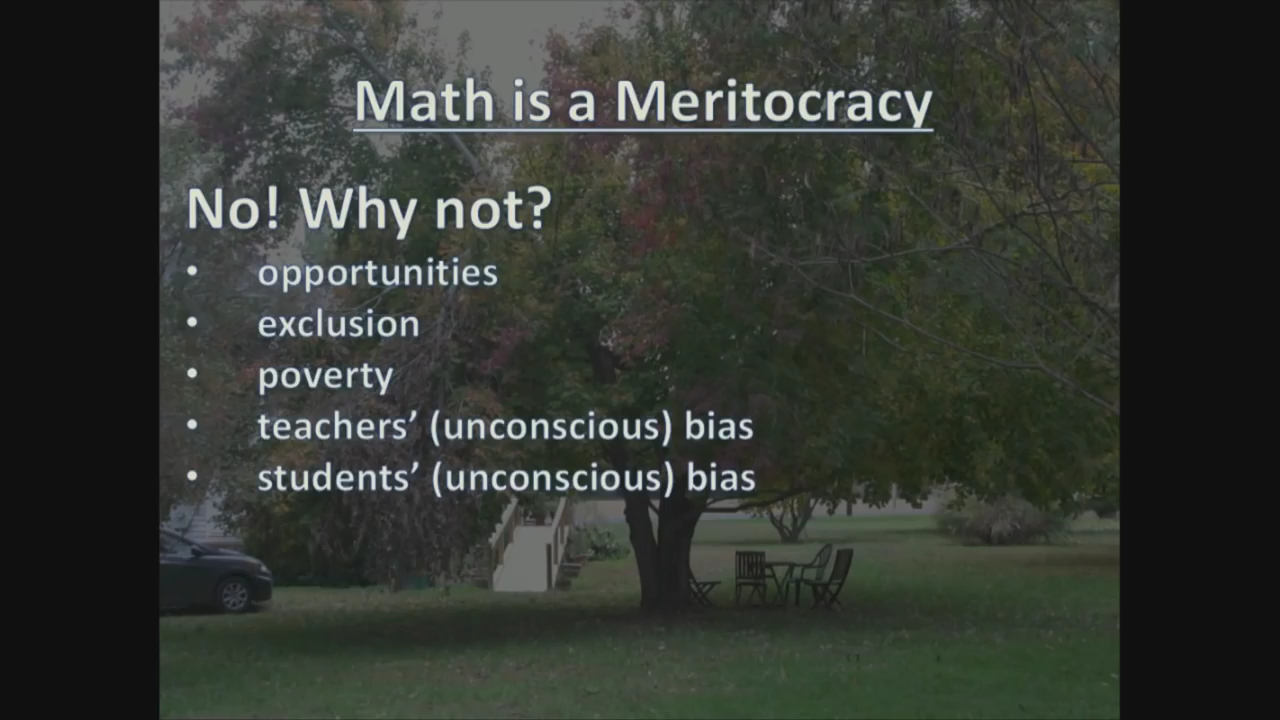 Math is a Meritocracy
No! Why not?
• opportunities
• exclusion
• poverty
• teachers’ (unconscious) bias
• students’ (unconscious) bias